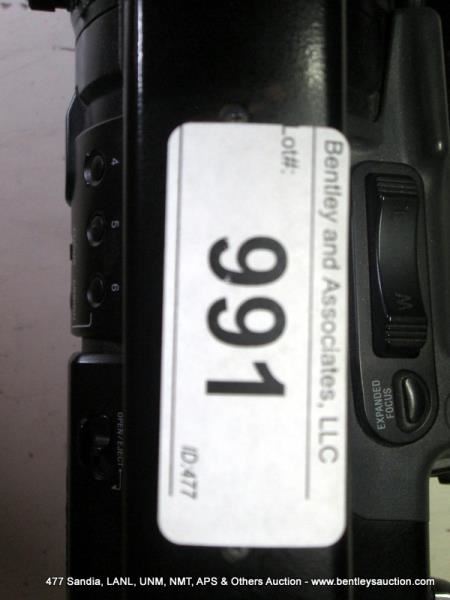 Bentley and Associates, LLC
Lot#:
991
ID:477
4
5
6
OPEN/EJECT
W
EXPANDED
FOCUS
477 Sandia, LANL, UNM, NMT, APS & Others Auction - www.bentleysauction.com